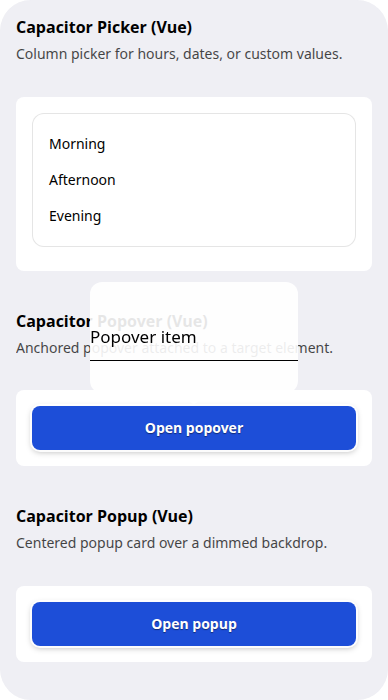 Capacitor Picker (Vue)
Column picker for hours, dates, or custom values.
Morning
Afternoon
Evening
Capacitor Popover (Vue)
Popover item
Anchored popover attached to a target element.
Open popover
Capacitor Popup (Vue)
Centered popup card over a dimmed backdrop.
Open popup